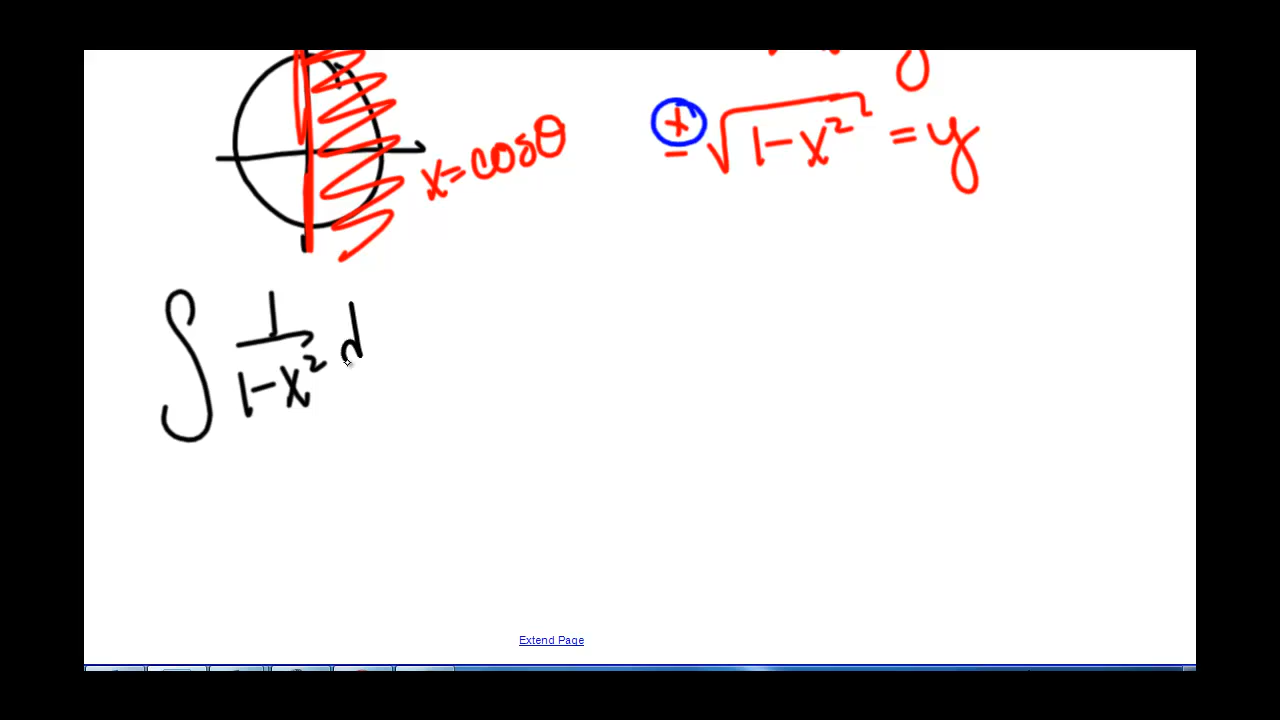 ± √(1-x²) = y
x = cosθ
∫ 1/(1-x²) d
Extend Page